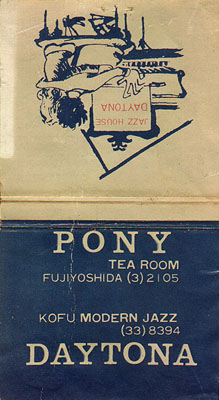 JAZZ HOUSE
DAYTONA
PONY
TEA ROOM
FUJIYOSHIDA (3) 2105
KOFU MODERN JAZZ
(33) 8394
DAYTONA